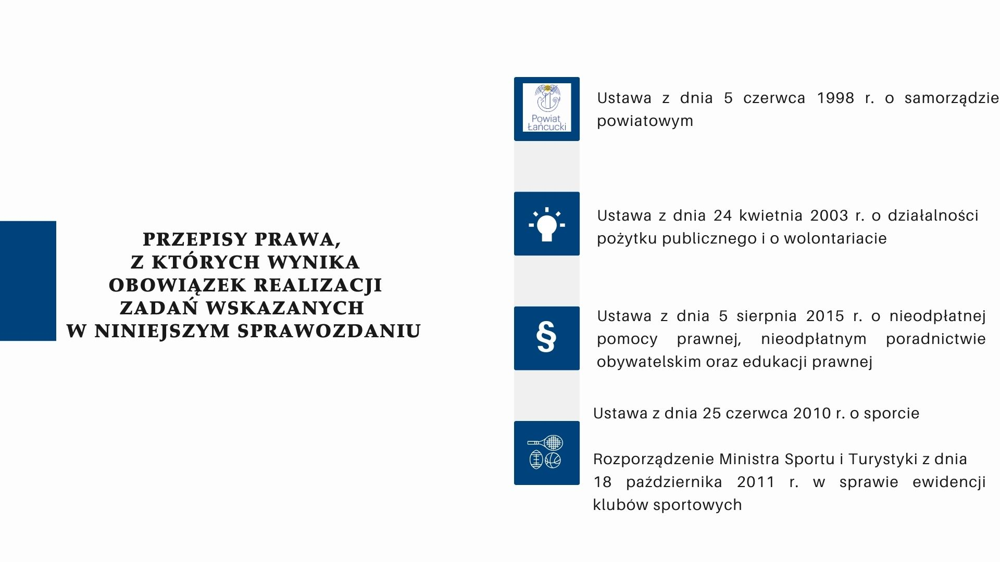 PRZEPISY PRAWA,
Z KTÓRYCH WYNIKA
OBOWIĄZEK REALIZACJI
ZADAŃ WSKAZANYCH
W NINIEJSZYM SPRAWOZDANIU
Powiat
Łańcucki
Ustawa z dnia 5 czerwca 1998 r. o samorządzie
powiatowym
Ustawa z dnia 24 kwietnia 2003 r. o działalności
pożytku publicznego i o wolontariacie
§
Ustawa z dnia 5 sierpnia 2015 r. o nieodpłatnej
pomocy prawnej, nieodpłatnym poradnictwie
obywatelskim oraz edukacji prawnej
Ustawa z dnia 25 czerwca 2010 r. o sporcie
Rozporządzenie Ministra Sportu i Turystyki z dnia
18 października 2011 r. w sprawie ewidencji
klubów sportowych